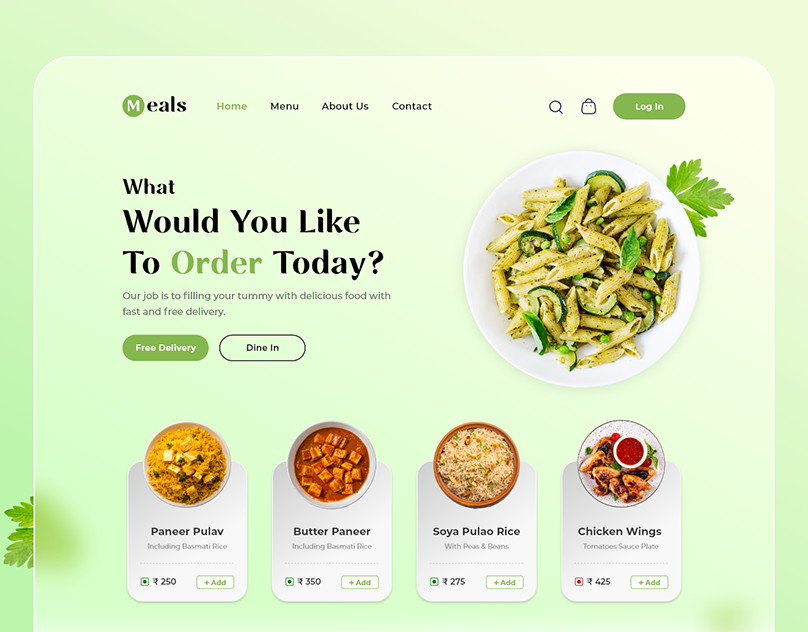 Meals Home Menu About Us Contact Log In
What
Would You Like
To Order Today?
Our job is to filling your tummy with delicious food with
fast and free delivery.
Free Delivery Dine In
Paneer Pulav Butter Paneer Soya Pulao Rice Chicken Wings
Including Basmati Rice Including Basmati Rice With Peas & Beans Tomatoes Sauce Plate
₹ 250 + Add ₹ 350 + Add ₹ 275 + Add ₹ 425 + Add